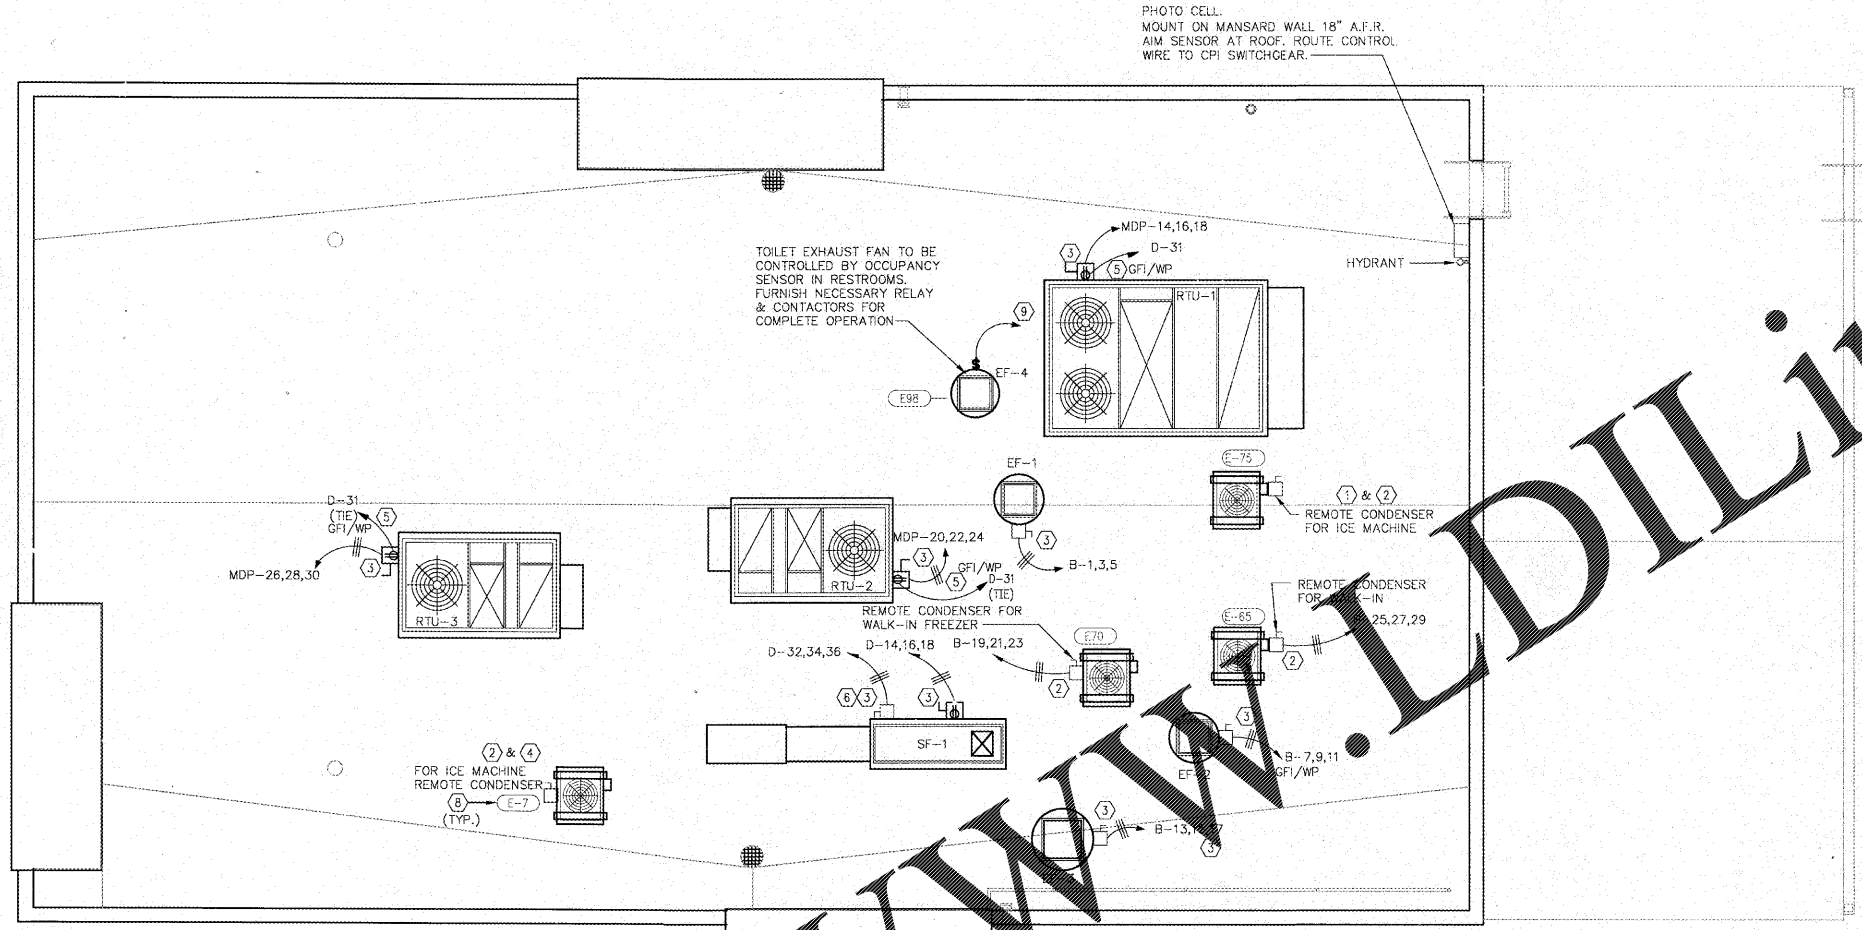 PHOTO CELL.
MOUNT ON MANSARD WALL 18" A.F.R.
AIM SENSOR AT ROOF. ROUTE CONTROL
WIRE TO CPI SWITCHGEAR.
MDP-14,16,18
D-31
3
5 GFI/WP
HYDRANT
RTU-1
TOILET EXHAUST FAN TO BE
CONTROLLED BY OCCUPANCY
SENSOR IN RESTROOMS.
FURNISH NECESSARY RELAY
& CONTACTORS FOR
COMPLETE OPERATION
9
$
EF-4
E98
EF-1
3
B-1,3,5
E-75
1 & 2
REMOTE CONDENSER
FOR ICE MACHINE
D-31
(TIE)
GFI/WP
5
3
MDP-26,28,30
RTU-3
MDP-20,22,24
3
GFI/WP
5
D-31
(TIE)
RTU-2
REMOTE CONDENSER FOR
WALK-IN FREEZER
E70
B-19,21,23
2
REMOTE CONDENSER
FOR WALK-IN
E-65
25,27,29
2
D-32,34,36
D-14,16,18
6 3
3
SF-1
3
B-7,9,11
GFI/WP
2 & 4
FOR ICE MACHINE
REMOTE CONDENSER
8
(TYP.)
E-7
3
B-13,
3
WWW.LDILi